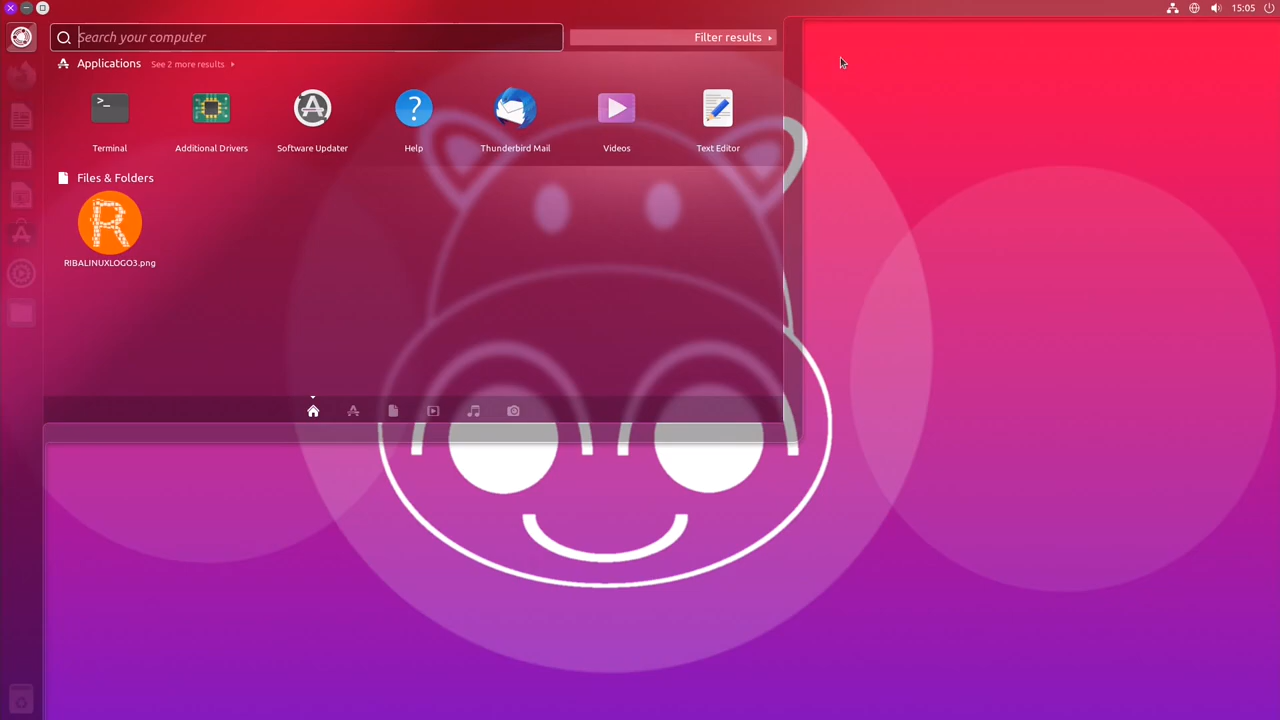 15:05
Search your computer
Filter results
Applications See 2 more results
>_
Terminal
Additional Drivers
Software Updater
?
Help
Thunderbird Mail
Videos
Text Editor
Files & Folders
R
RIBALINUXLOGO3.png